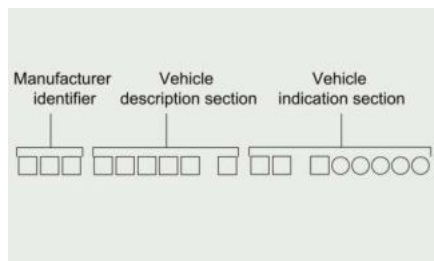 Manufacturer
identifier
Vehicle
description section
Vehicle
indication section